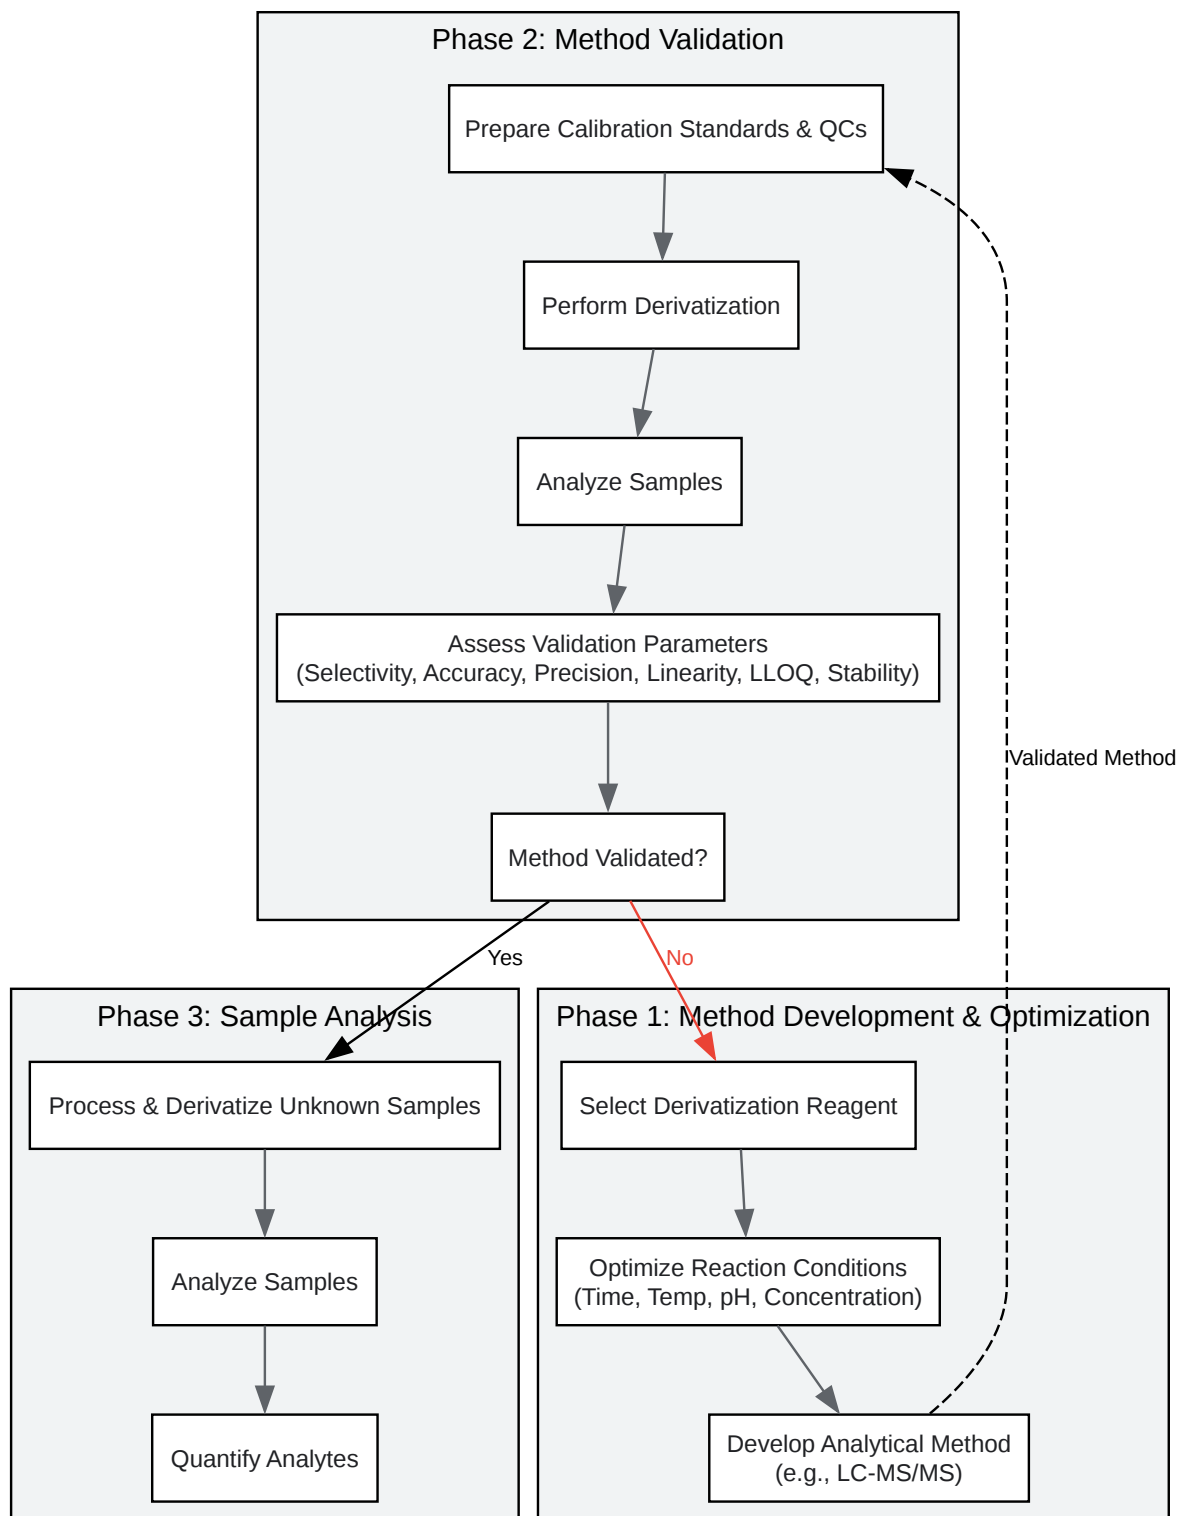 Phase 2: Method Validation
Prepare Calibration Standards & QCs
Perform Derivatization
Analyze Samples
Assess Validation Parameters
(Selectivity, Accuracy, Precision, Linearity, LLOQ, Stability)
Validated Method
Method Validated?
Yes
No
Phase 3: Sample Analysis
Process & Derivatize Unknown Samples
Analyze Samples
Quantify Analytes
Phase 1: Method Development & Optimization
Select Derivatization Reagent
Optimize Reaction Conditions
(Time, Temp, pH, Concentration)
Develop Analytical Method
(e.g., LC-MS/MS)